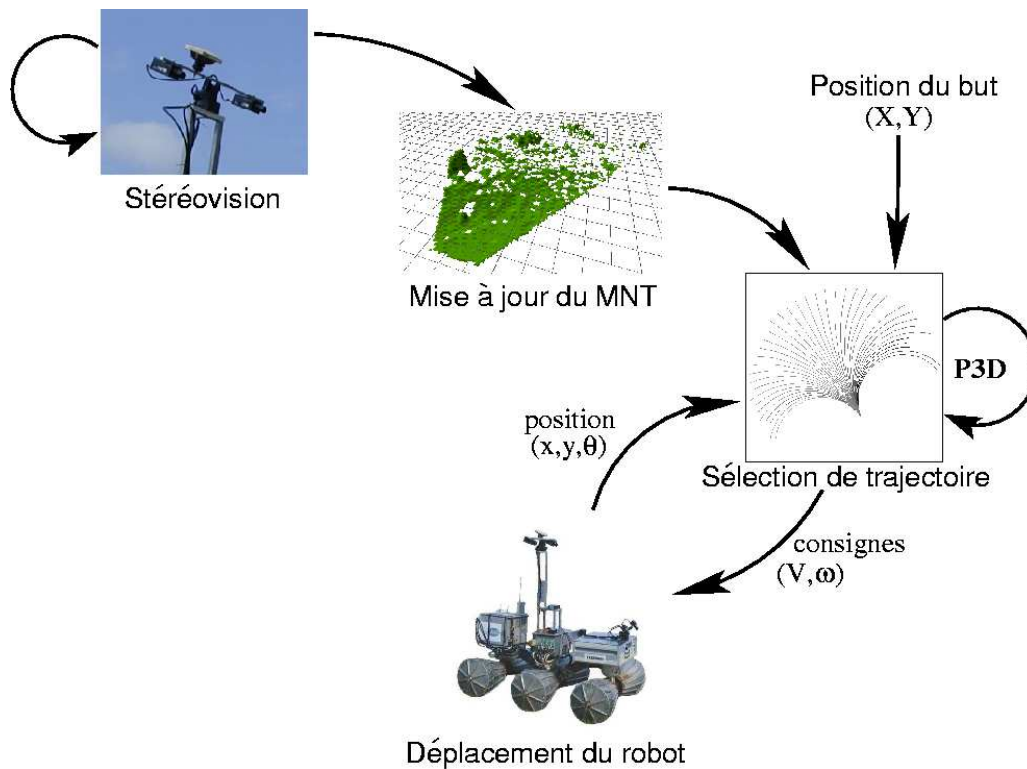 Stéréovision
Position du but
(X,Y)
Mise à jour du MNT
P3D
position
(x,y,θ)
Sélection de trajectoire
consignes
(V,ω)
Déplacement du robot